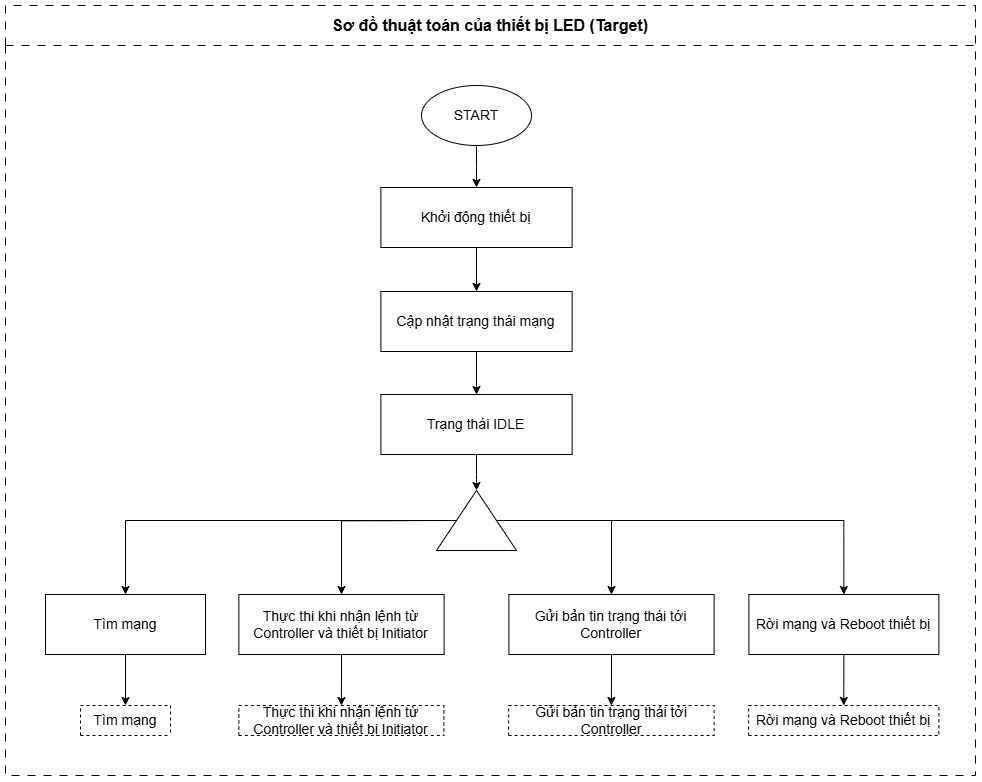 Sơ đồ thuật toán của thiết bị LED (Target)
START
Khởi động thiết bị
Cập nhật trạng thái mạng
Trạng thái IDLE
Tìm mạng
Thực thi khi nhận lệnh từ
Controller và thiết bị Initiator
Gửi bản tin trạng thái tới
Controller
Rời mạng và Reboot thiết bị
Tìm mạng
Thực thi khi nhận lệnh từ
Controller và thiết bị Initiator
Gửi bản tin trạng thái tới
Controller
Rời mạng và Reboot thiết bị